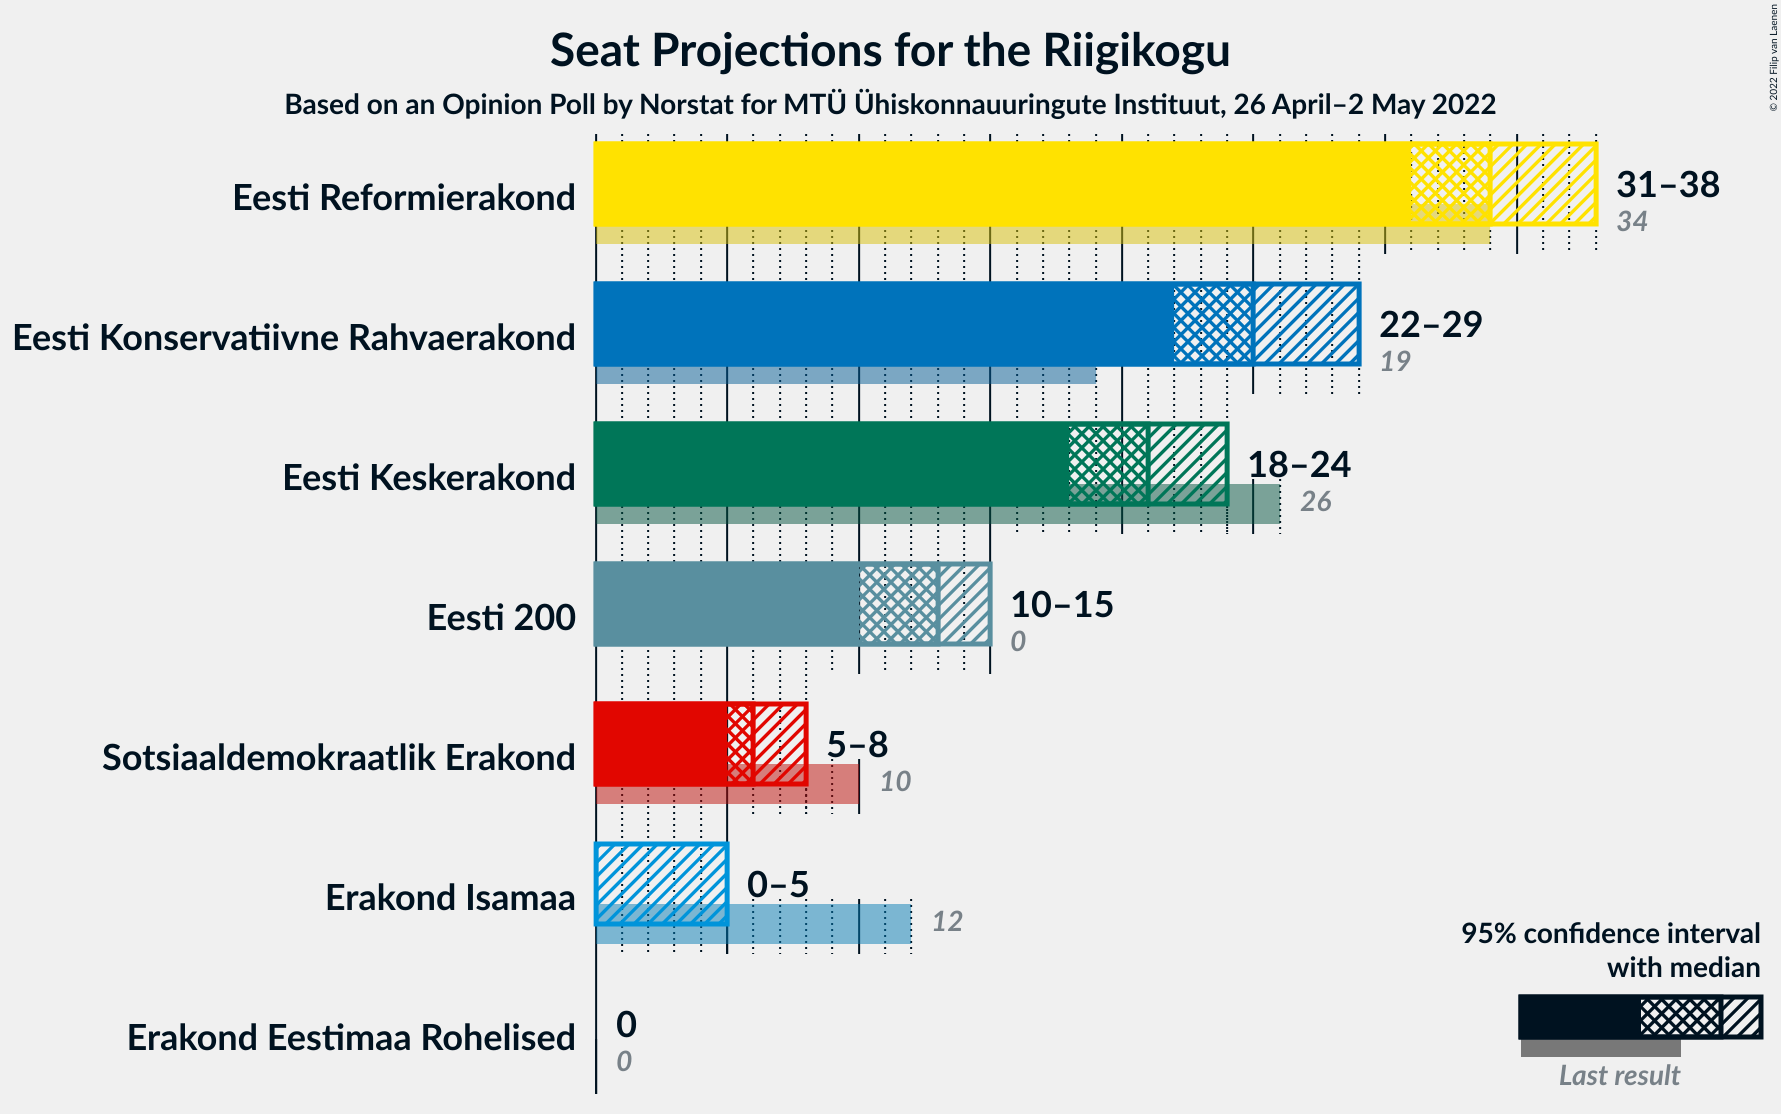 Seat Projections for the Riigikogu
Based on an Opinion Poll by Norstat for MTÜ Ühiskonnauuringute Instituut, 26 April–2 May 2022
© 2022 Filip van Laenen
Eesti Reformierakond
31–38
34
Eesti Konservatiivne Rahvaerakond
22–29
19
Eesti Keskerakond
18–24
26
Eesti 200
10–15
0
Sotsiaaldemokraatlik Erakond
5–8
10
Erakond Isamaa
0–5
12
Erakond Eestimaa Rohelised
0
0
95% confidence interval
with median
Last result